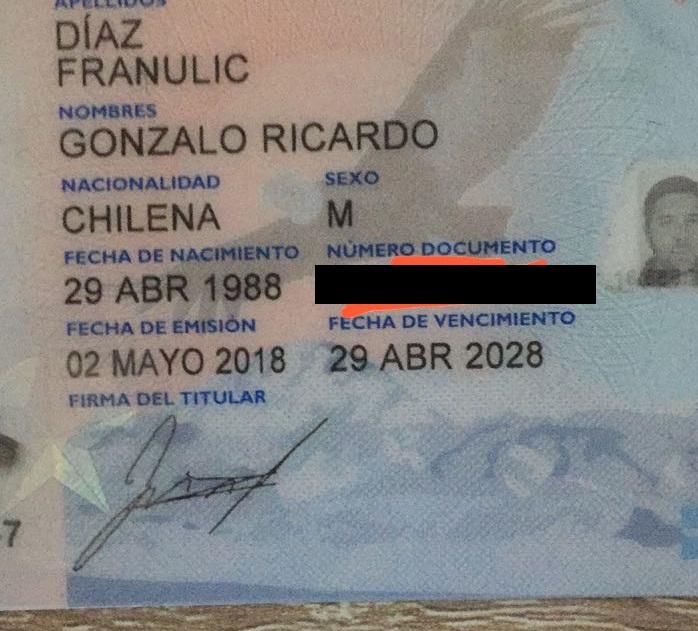 APELLIDOS
DÍAZ
FRANULIC
NOMBRES
GONZALO RICARDO
NACIONALIDAD SEXO
CHILENA M
FECHA DE NACIMIENTO NÚMERO DOCUMENTO
29 ABR 1988
FECHA DE EMISIÓN FECHA DE VENCIMIENTO
02 MAYO 2018 29 ABR 2028
FIRMA DEL TITULAR
-7